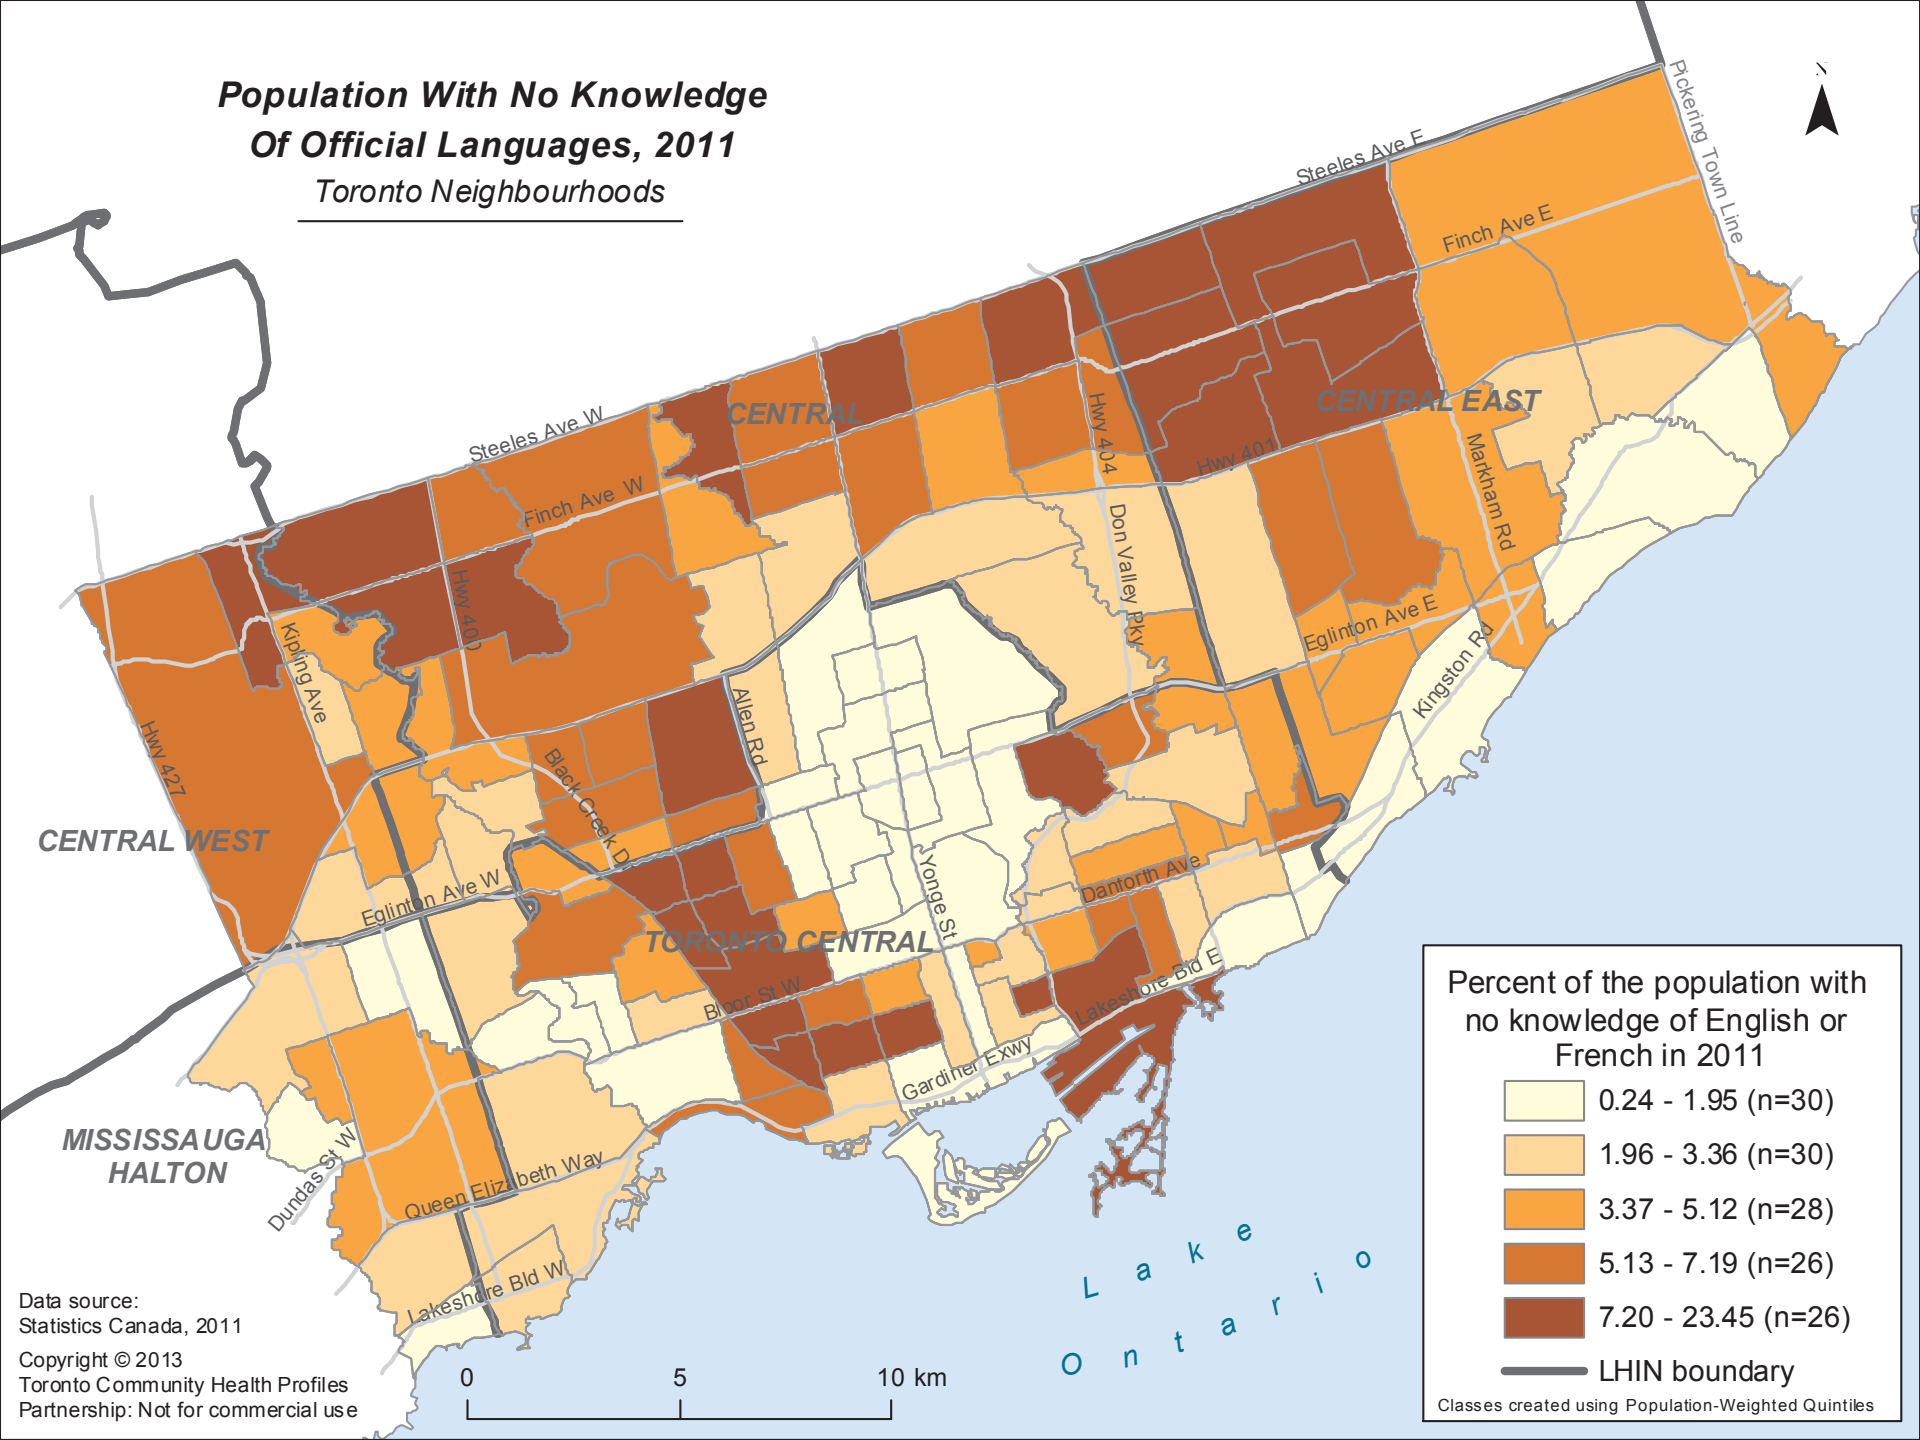 Population With No Knowledge
Of Official Languages, 2011
Toronto Neighbourhoods
N
Pickering Town Line
Steeles Ave E
Finch Ave E
CENTRAL
CENTRAL EAST
Steeles Ave W
Hwy 404
Hwy 401
Markham Rd
Finch Ave W
Don Valley Pky
Hwy 400
Kipling Ave
Eglinton Ave E
Kingston Rd
Allen Rd
Hwy 427
Black Creek D
CENTRAL WEST
Yonge St
Danforth Ave
Eglinton Ave W
TORONTO CENTRAL
Bloor St W
Lakeshore Bld E
Gardiner Exwy
MISSISSAUGA
HALTON
Dundas St W
Queen Elizabeth Way
Lakeshore Bld W
Lake
Ontario
Percent of the population with
no knowledge of English or
French in 2011
0.24 - 1.95 (n=30)
1.96 - 3.36 (n=30)
3.37 - 5.12 (n=28)
5.13 - 7.19 (n=26)
7.20 - 23.45 (n=26)
LHIN boundary
Classes created using Population-Weighted Quintiles
Data source:
Statistics Canada, 2011
Copyright © 2013
Toronto Community Health Profiles
Partnership: Not for commercial use
0 5 10 km